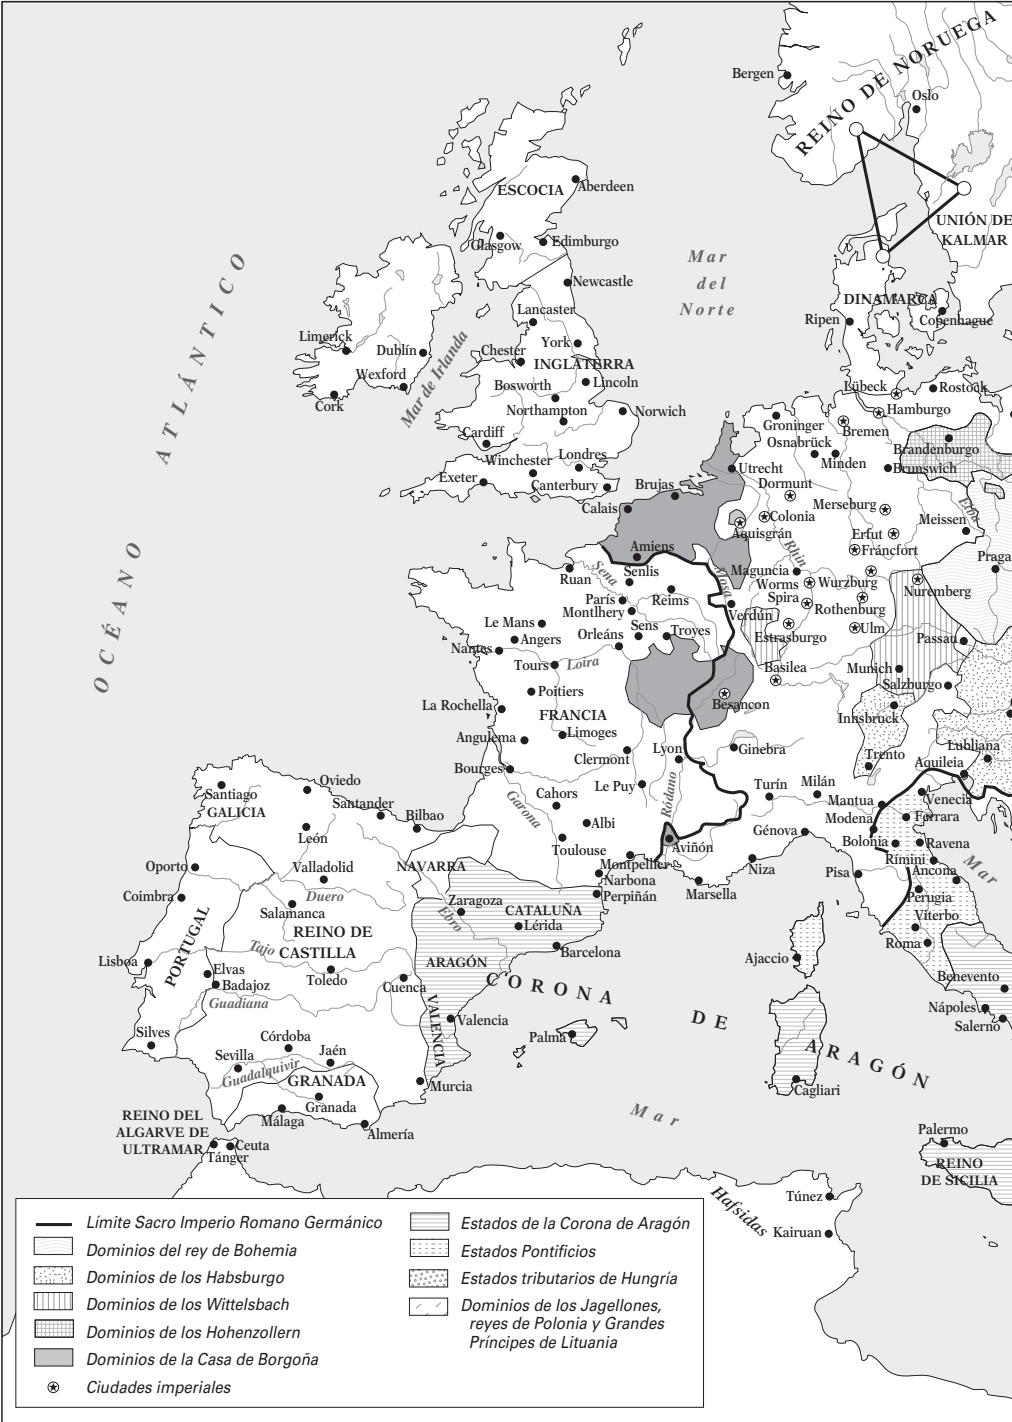 REINO DE NORUEGA
Bergen
Oslo
ESCOCIA
Aberdeen
Glasgow
Edimburgo
UNIÓN DE
KALMAR
Mar
del
Norte
Newcastle
DINAMARCA
Ripen
Copenhague
Lancaster
Limerick
Dublín
Chester
York
INGLATERRA
Wexford
Mar de Irlanda
Bosworth
Lincoln
Cork
Northampton
Norwich
Lübeck
Rostock
Hamburgo
Groninger
Bremen
Cardiff
Osnabrück
Brandenburgo
Winchester
Londres
Minden
Exeter
Canterbury
Brujas
Utrecht
Brunswich
Dormunt
Calais
Merseburg
Elba
Colonia
Meissen
Aquisgrán
Erfut
Amiens
Rhin
Fráncfort
Praga
OCÉANO ATLÁNTICO
Ruan
Sena
Senlis
Mosa
Maguncia
Worms
Wurzburg
Nuremberg
París
Reims
Spira
Montlhery
Verdún
Rothenburg
Le Mans
Sens
Angers
Orleáns
Troyes
Estrasburgo
Ulm
Passau
Nantes
Tours
Loira
Basilea
Munich
Salzburgo
Poitiers
La Rochella
Besançon
FRANCIA
Innsbruck
Angulema
Limoges
Lyon
Ginebra
Lubliana
Clermont
Trento
Aquileia
Bourges
Le Puy
Turín
Milán
Cahors
Garona
Ródano
Mantua
Venecia
Oviedo
Santiago
Santander
Modena
Ferrara
GALICIA
Bilbao
Albi
León
Génova
Bolonia
Ravena
Toulouse
Aviñón
Rímini
Oporto
Valladolid
NAVARRA
Montpellier
Niza
Pisa
Ancona
Mar
Narbona
Coimbra
Duero
Perpiñán
Marsella
Perugia
Zaragoza
Salamanca
Ebro
CATALUÑA
Viterbo
PORTUGAL
REINO DE
CASTILLA
Lérida
Roma
Tajo
Barcelona
Lisboa
ARAGÓN
Ajaccio
Elvas
Toledo
Benevento
Badajoz
Cuenca
CORONA
Guadiana
VALENCIA
Nápoles
Valencia
DE
Salerno
Silves
Córdoba
Palma
Sevilla
Jaén
ARAGÓN
Guadalquivir
GRANADA
Murcia
Cagliari
Granada
REINO DEL
ALGARVE DE
ULTRAMAR
Málaga
Almería
Mar
Palermo
Ceuta
Tánger
REINO
DE SICILIA
Hafsidas
Túnez
Kairuan
Límite Sacro Imperio Romano Germánico
Dominios del rey de Bohemia
Dominios de los Habsburgo
Dominios de los Wittelsbach
Dominios de los Hohenzollern
Dominios de la Casa de Borgoña
Ciudades imperiales
Estados de la Corona de Aragón
Estados Pontificios
Estados tributarios de Hungría
Dominios de los Jagellones,
reyes de Polonia y Grandes
Príncipes de Lituania